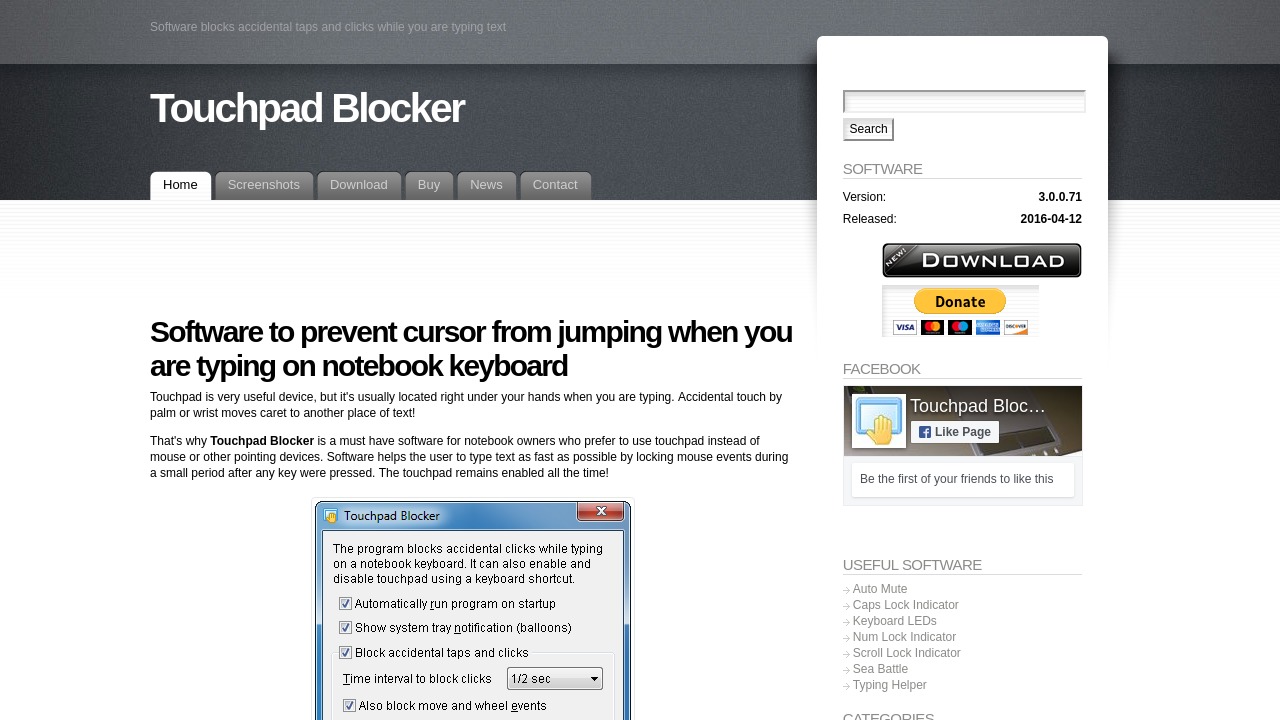 Software blocks accidental taps and clicks while you are typing text
Touchpad Blocker
Home
Screenshots
Download
Buy
News
Contact
Search
SOFTWARE
Version: 3.0.0.71
Released: 2016-04-12
NEW! DOWNLOAD
Donate
VISA
AMERICAN EXPRESS
DISCOVER
FACEBOOK
Touchpad Bloc…
Like Page
Be the first of your friends to like this
USEFUL SOFTWARE
Auto Mute
Caps Lock Indicator
Keyboard LEDs
Num Lock Indicator
Scroll Lock Indicator
Sea Battle
Typing Helper
CATEGORIES
Software to prevent cursor from jumping when you
are typing on notebook keyboard
Touchpad is very useful device, but it's usually located right under your hands when you are typing. Accidental touch by
palm or wrist moves caret to another place of text!
That's why Touchpad Blocker is a must have software for notebook owners who prefer to use touchpad instead of
mouse or other pointing devices. Software helps the user to type text as fast as possible by locking mouse events during
a small period after any key were pressed. The touchpad remains enabled all the time!
Touchpad Blocker
The program blocks accidental clicks while typing
on a notebook keyboard. It can also enable and
disable touchpad using a keyboard shortcut.
Automatically run program on startup
Show system tray notification (balloons)
Block accidental taps and clicks
Time interval to block clicks 1/2 sec
Also block move and wheel events